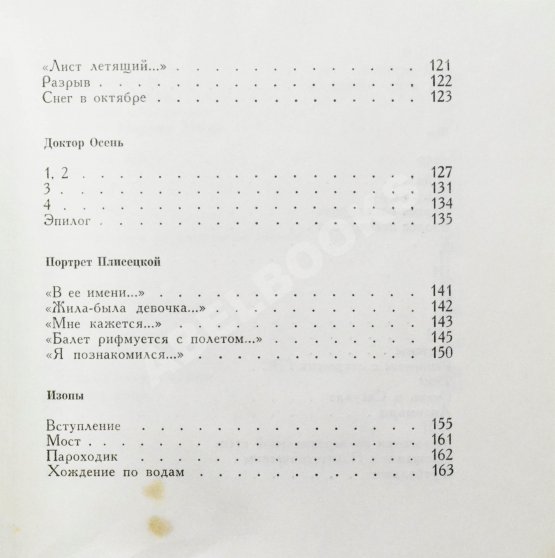 «Лист летящий...» . . . . . . . . . . . . . 121
Разрыв . . . . . . . . . . . . . . . . 122
Снег в октябре . . . . . . . . . . . . . 123
Доктор Осень
1, 2 . . . . . . . . . . . . . . . . . 127
3 . . . . . . . . . . . . . . . . . . 131
4 . . . . . . . . . . . . . . . . . . 134
Эпилог . . . . . . . . . . . . . . . . 135
Портрет Плисецкой
«В ее имени...» . . . . . . . . . . . . . 141
«Жила-была девочка...» . . . . . . . . . . . 142
«Мне кажется...» . . . . . . . . . . . . . 143
«Балет рифмуется с полетом...» . . . . . . . . 145
«Я познакомился...» . . . . . . . . . . . . 150
Изопы
Вступление . . . . . . . . . . . . . . . 155
Мост . . . . . . . . . . . . . . . . . 161
Пароходик . . . . . . . . . . . . . . . 162
Хождение по водам . . . . . . . . . . . . 163